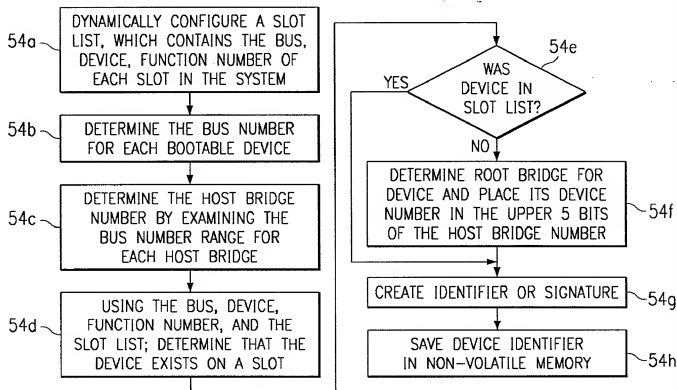 54a
DYNAMICALLY CONFIGURE A SLOT
LIST, WHICH CONTAINS THE BUS,
DEVICE, FUNCTION NUMBER OF
EACH SLOT IN THE SYSTEM
54b
DETERMINE THE BUS NUMBER
FOR EACH BOOTABLE DEVICE
54c
DETERMINE THE HOST BRIDGE
NUMBER BY EXAMINING THE
BUS NUMBER RANGE FOR
EACH HOST BRIDGE
54d
USING THE BUS, DEVICE,
FUNCTION NUMBER, AND THE
SLOT LIST; DETERMINE THAT THE
DEVICE EXISTS ON A SLOT
54e
WAS
DEVICE IN
SLOT LIST?
YES
NO
DETERMINE ROOT BRIDGE FOR
DEVICE AND PLACE ITS DEVICE
NUMBER IN THE UPPER 5 BITS
OF THE HOST BRIDGE NUMBER
54f
CREATE IDENTIFIER OR SIGNATURE
54g
SAVE DEVICE IDENTIFIER
IN NON-VOLATILE MEMORY
54h